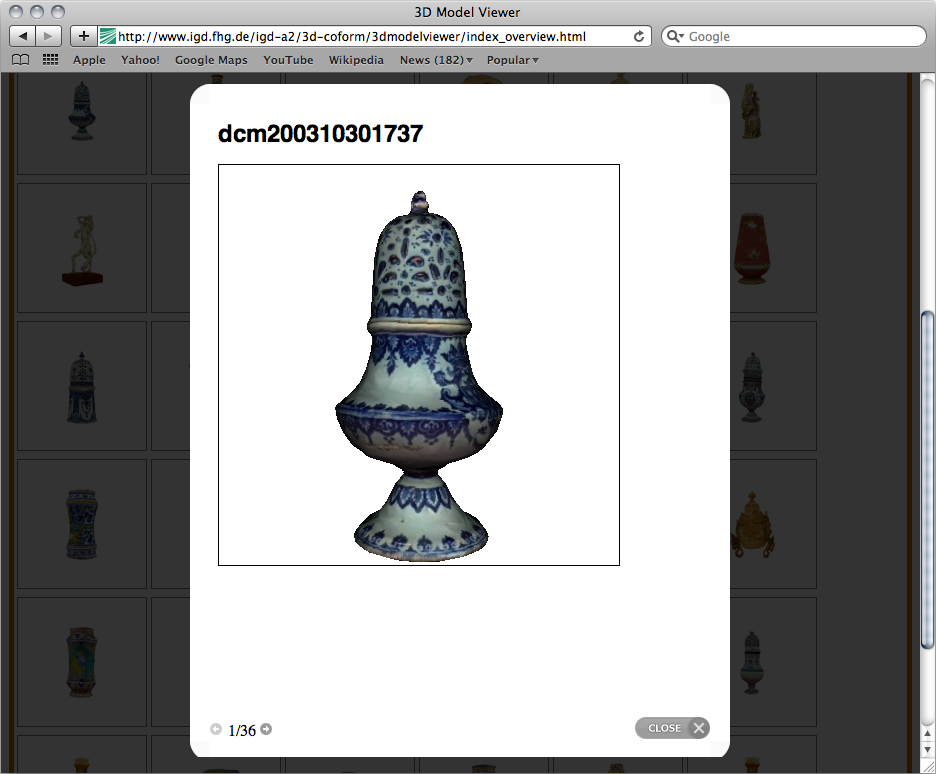 3D Model Viewer
http://www.igd.fhg.de/igd-a2/3d-coform/3dmodelviewer/index_overview.html
Google
Apple Yahoo! Google Maps YouTube Wikipedia News (182) Popular
dcm200310301737
1/36
CLOSE